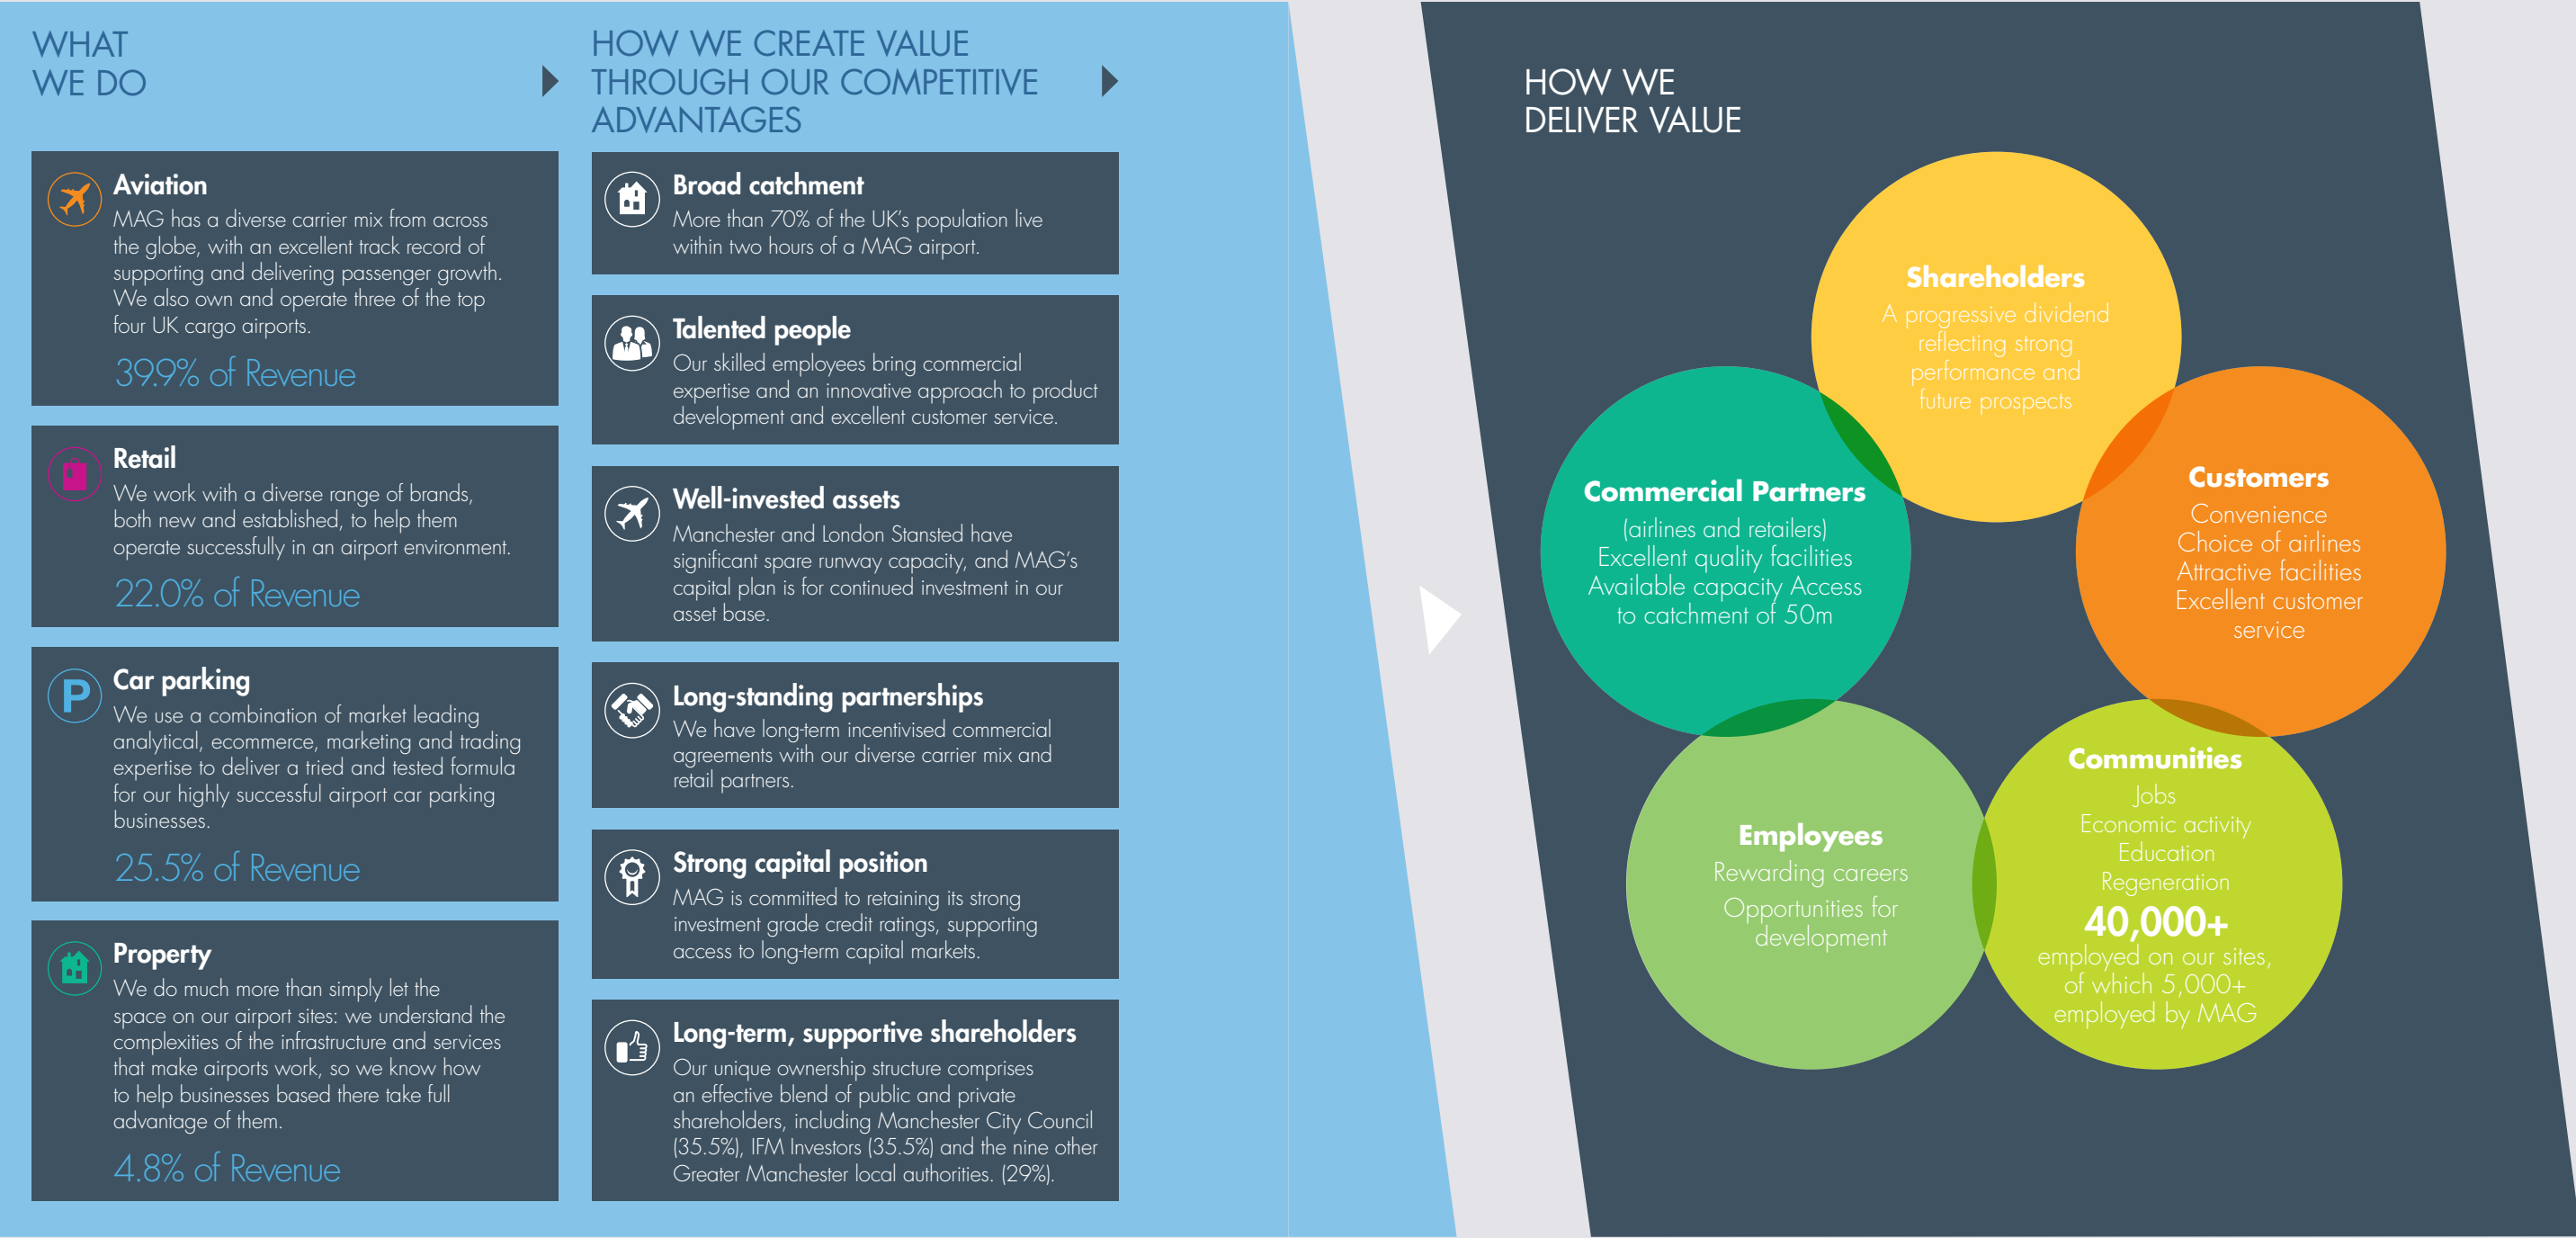 WHAT
WE DO
Aviation
MAG has a diverse carrier mix from across
the globe, with an excellent track record of
supporting and delivering passenger growth.
We also own and operate three of the top
four UK cargo airports.
39.9% of Revenue
Retail
We work with a diverse range of brands,
both new and established, to help them
operate successfully in an airport environment.
22.0% of Revenue
P
Car parking
We use a combination of market leading
analytical, ecommerce, marketing and trading
expertise to deliver a tried and tested formula
for our highly successful airport car parking
businesses.
25.5% of Revenue
Property
We do much more than simply let the
space on our airport sites: we understand the
complexities of the infrastructure and services
that make airports work, so we know how
to help businesses based there take full
advantage of them.
4.8% of Revenue
HOW WE CREATE VALUE
THROUGH OUR COMPETITIVE
ADVANTAGES
Broad catchment
More than 70% of the UK's population live
within two hours of a MAG airport.
Talented people
Our skilled employees bring commercial
expertise and an innovative approach to product
development and excellent customer service.
Well-invested assets
Manchester and London Stansted have
significant spare runway capacity, and MAG's
capital plan is for continued investment in our
asset base.
Long-standing partnerships
We have long-term incentivised commercial
agreements with our diverse carrier mix and
retail partners.
Strong capital position
MAG is committed to retaining its strong
investment grade credit ratings, supporting
access to long-term capital markets.
Long-term, supportive shareholders
Our unique ownership structure comprises
an effective blend of public and private
shareholders, including Manchester City Council
(35.5%), IFM Investors (35.5%) and the nine other
Greater Manchester local authorities. (29%).
HOW WE
DELIVER VALUE
Shareholders
A progressive dividend
reflecting strong
performance and
future prospects
Commercial Partners
(airlines and retailers)
Excellent quality facilities
Available capacity Access
to catchment of 50m
Customers
Convenience
Choice of airlines
Attractive facilities
Excellent customer
service
Employees
Rewarding careers
Opportunities for
development
Communities
Jobs
Economic activity
Education
Regeneration
40,000+
employed on our sites,
of which 5,000+
employed by MAG